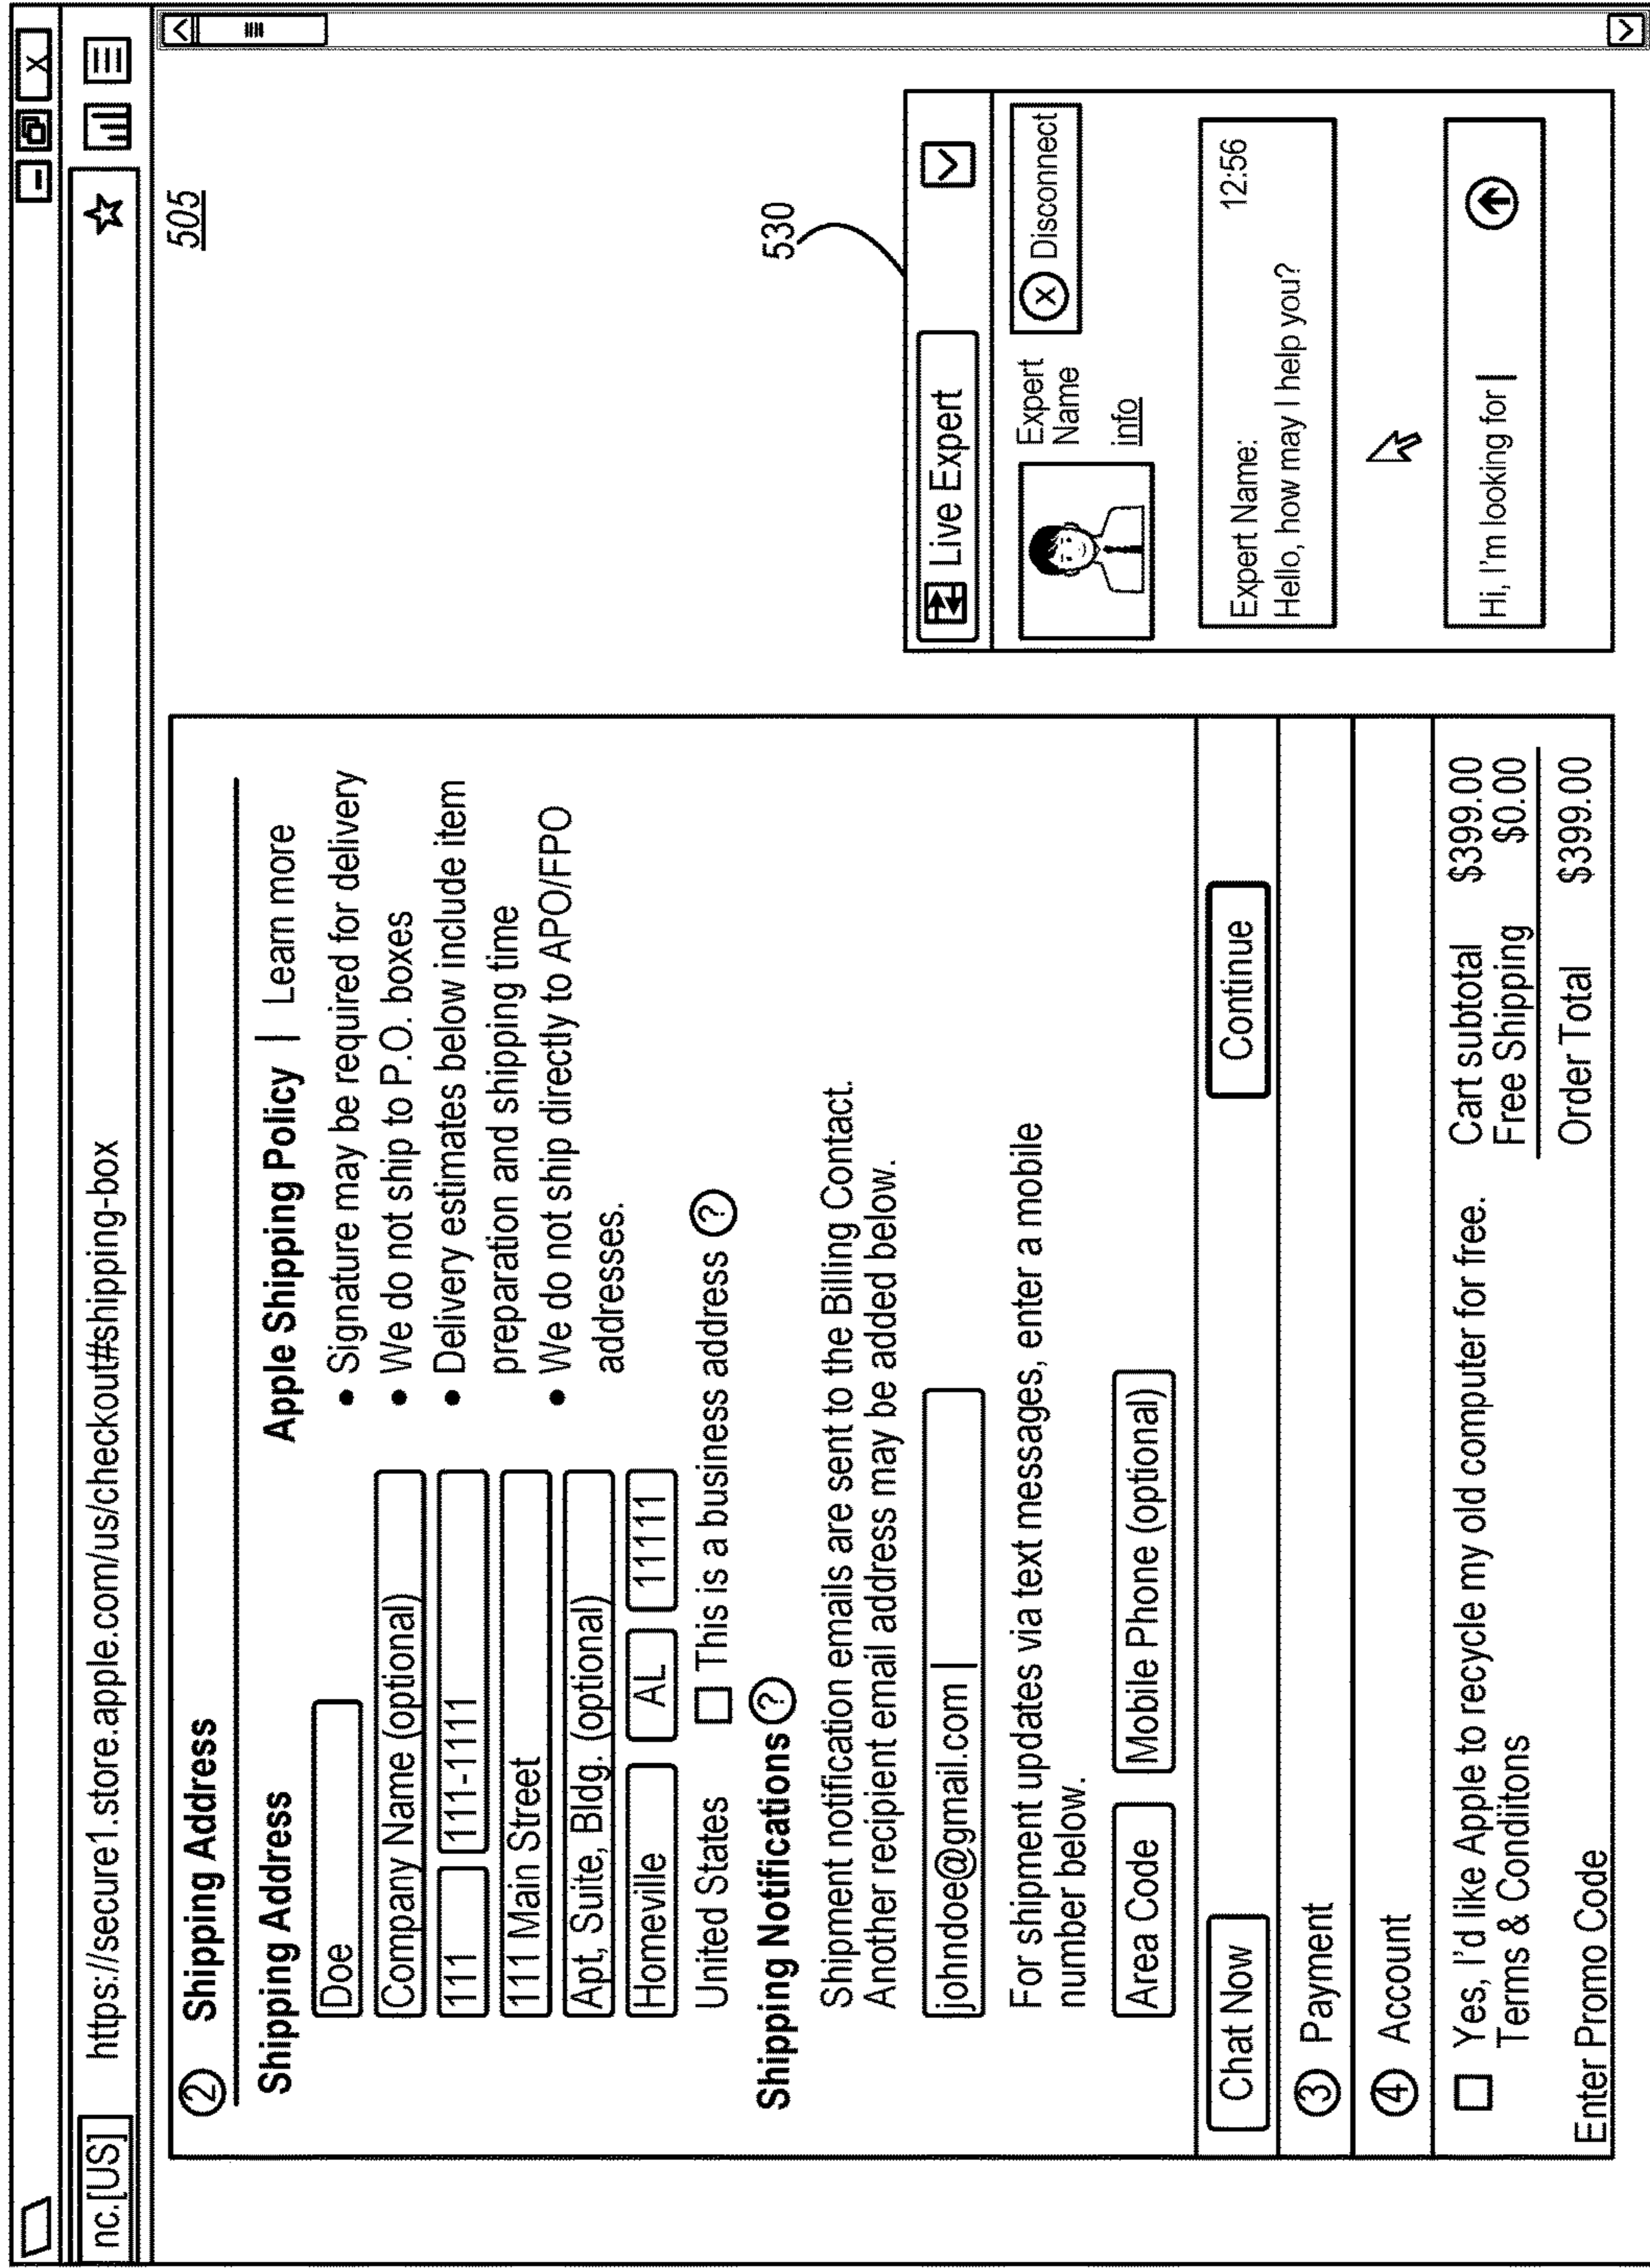 X
nc.[US] https://secure1.store.apple.com/us/checkout#shipping-box
505
2 Shipping Address
Shipping Address
Doe
Company Name (optional)
111 111-1111
111 Main Street
Apt, Suite, Bldg. (optional)
Homeville AL 11111
United States This is a business address ?
Apple Shipping Policy | Learn more
• Signature may be required for delivery
• We do not ship to P.O. boxes
• Delivery estimates below include item
preparation and shipping time
• We do not ship directly to APO/FPO
addresses.
Shipping Notifications ?
Shipment notification emails are sent to the Billing Contact.
Another recipient email address may be added below.
johndoe@gmail.com
For shipment updates via text messages, enter a mobile
number below.
Area Code Mobile Phone (optional)
Chat Now Continue
3 Payment
4 Account
Yes, I'd like Apple to recycle my old computer for free.
Terms & Condiitons
Enter Promo Code
Cart subtotal $399.00
Free Shipping $0.00
Order Total $399.00
530
Live Expert
Expert
Name
info
X Disconnect
Expert Name: 12:56
Hello, how may I help you?
Hi, I'm looking for